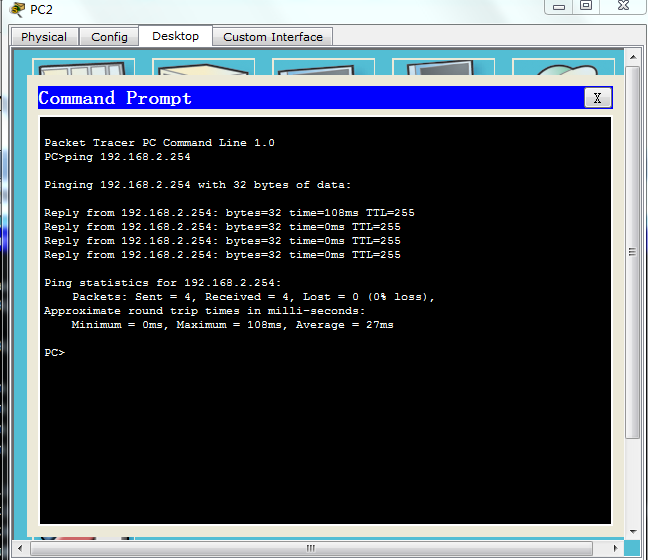 PC2
Physical Config Desktop Custom Interface
Command Prompt
X
Packet Tracer PC Command Line 1.0
PC>ping 192.168.2.254
Pinging 192.168.2.254 with 32 bytes of data:
Reply from 192.168.2.254: bytes=32 time=108ms TTL=255
Reply from 192.168.2.254: bytes=32 time=0ms TTL=255
Reply from 192.168.2.254: bytes=32 time=0ms TTL=255
Reply from 192.168.2.254: bytes=32 time=0ms TTL=255
Ping statistics for 192.168.2.254:
    Packets: Sent = 4, Received = 4, Lost = 0 (0% loss),
Approximate round trip times in milli-seconds:
    Minimum = 0ms, Maximum = 108ms, Average = 27ms
PC>